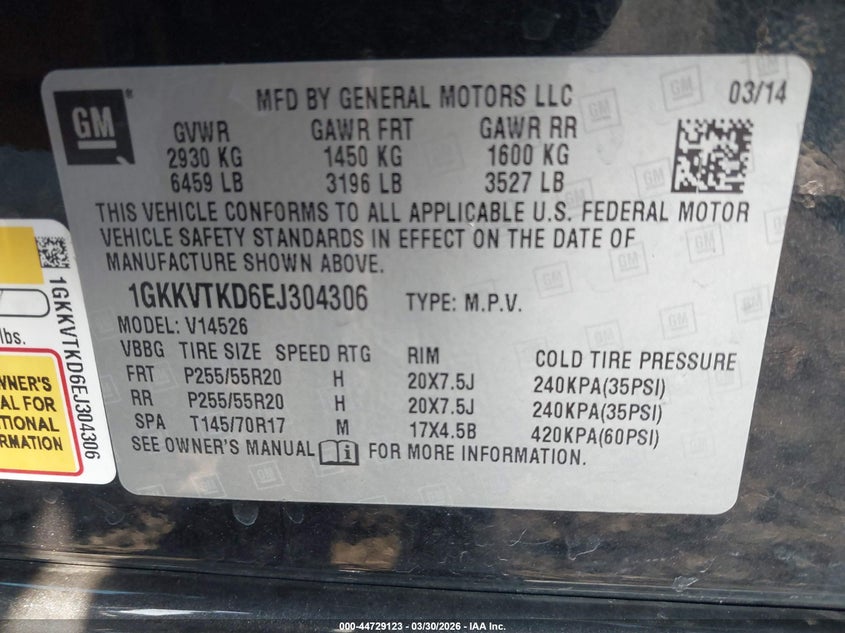 GM
MFD BY GENERAL MOTORS LLC 03/14
GVWR GAWR FRT GAWR RR
2930 KG 1450 KG 1600 KG
6459 LB 3196 LB 3527 LB
THIS VEHICLE CONFORMS TO ALL APPLICABLE U.S. FEDERAL MOTOR
VEHICLE SAFETY STANDARDS IN EFFECT ON THE DATE OF
MANUFACTURE SHOWN ABOVE.
1GKKVTKD6EJ304306 TYPE: M.P.V.
MODEL: V14526
VBBG TIRE SIZE SPEED RTG RIM COLD TIRE PRESSURE
FRT P255/55R20 H 20X7.5J 240KPA(35PSI)
RR P255/55R20 H 20X7.5J 240KPA(35PSI)
SPA T145/70R17 M 17X4.5B 420KPA(60PSI)
SEE OWNER'S MANUAL FOR MORE INFORMATION.
lbs.
WNER'S
AL FOR
ITIONAL
RMATION
1GKKVTKD6EJ304306
000-44729123 - 03/30/2026 - IAA Inc.